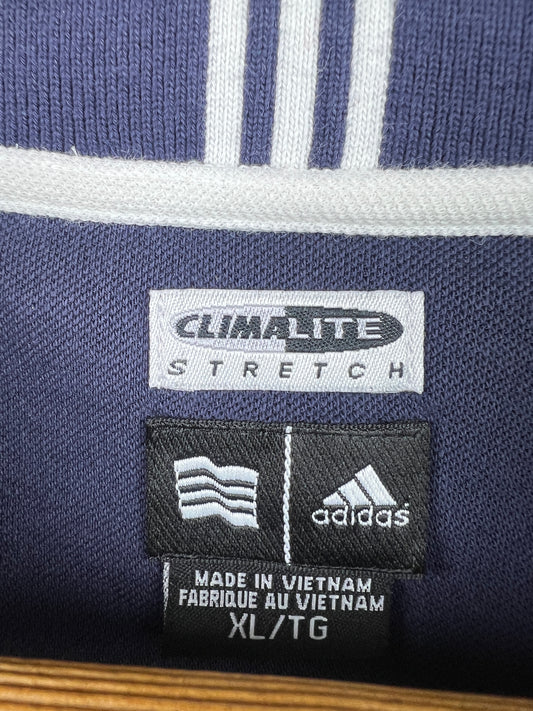 CLIMALITE
STRETCH
adidas
MADE IN VIETNAM
FABRIQUE AU VIETNAM
XL/TG